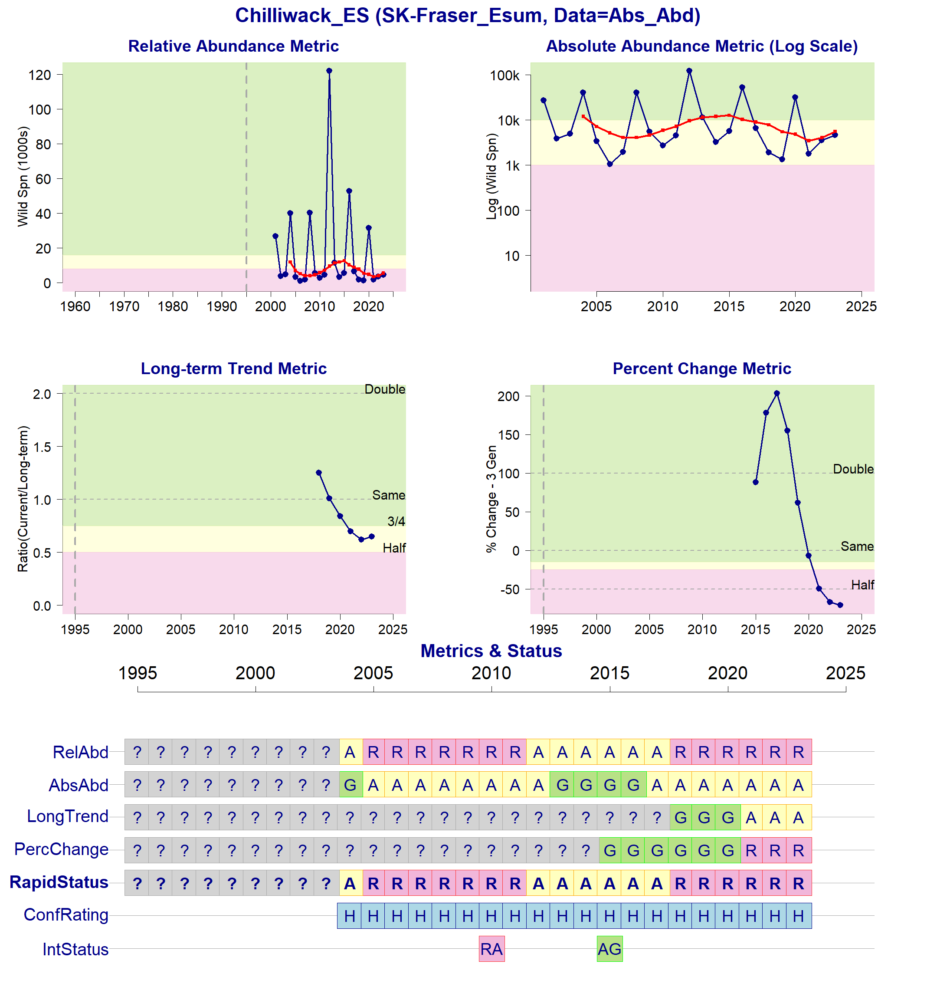 Chilliwack_ES (SK-Fraser_Esum, Data=Abs_Abd)
Relative Abundance Metric
Wild Spn (1000s)
120
100
80
60
40
20
0
1960 1970 1980 1990 2000 2010 2020
Absolute Abundance Metric (Log Scale)
Log (Wild Spn)
100k
10k
1k
100
10
2005 2010 2015 2020 2025
Long-term Trend Metric
Ratio(Current/Long-term)
2.0
1.5
1.0
0.5
0.0
Double
Same
3/4
Half
1995 2000 2005 2010 2015 2020 2025
Percent Change Metric
% Change - 3 Gen
200
150
100
50
0
-50
Double
Same
Half
1995 2000 2005 2010 2015 2020 2025
Metrics & Status
1995 2000 2005 2010 2015 2020 2025
RelAbd ? ? ? ? ? ? ? ? ? A R R R R R R R A A A A A A R R R R R R
AbsAbd ? ? ? ? ? ? ? ? ? G A A A A A A A A G G G G A A A A A A A
LongTrend ? ? ? ? ? ? ? ? ? ? ? ? ? ? ? ? ? ? ? ? ? ? ? G G G A A A
PercChange ? ? ? ? ? ? ? ? ? ? ? ? ? ? ? ? ? ? ? ? G G G G G G R R R
RapidStatus ? ? ? ? ? ? ? ? ? A R R R R R R R A A A A A A R R R R R R
ConfRating H H H H H H H H H H H H H H H H H H H H
IntStatus RA AG